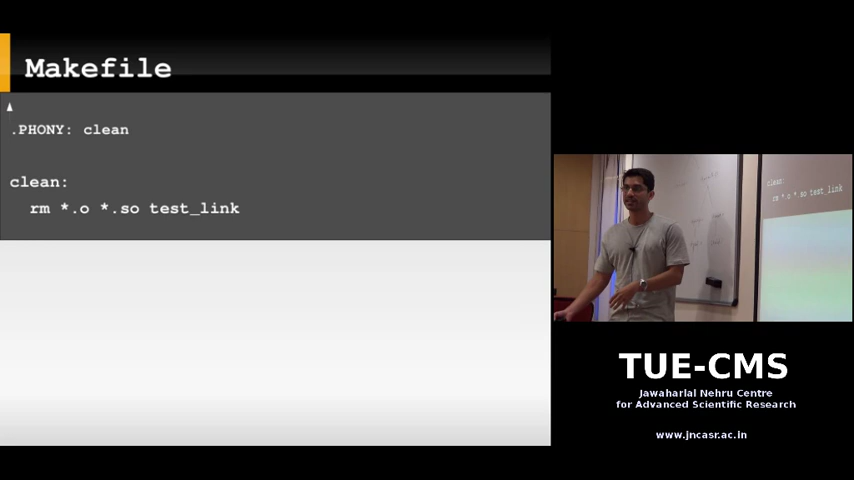 Makefile
.PHONY: clean
clean:
rm *.o *.so test_link
clean:
rm *.o *.so test_link
TUE-CMS
Jawaharlal Nehru Centre
for Advanced Scientific Research
www.jncasr.ac.in